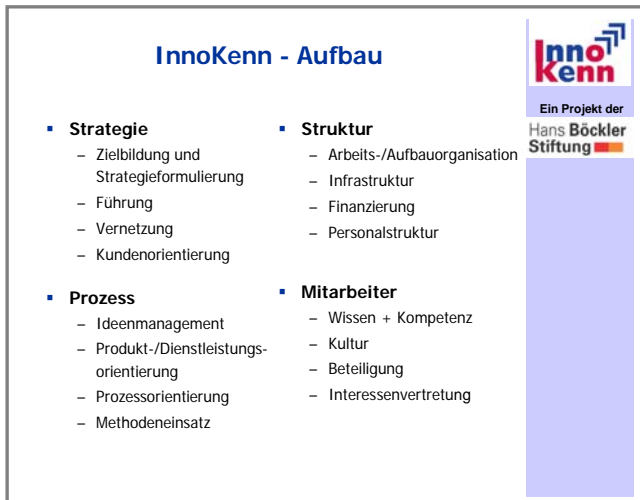 InnoKenn - Aufbau
Inno
Kenn
Ein Projekt der
Hans Böckler
Stiftung
▪ Strategie
– Zielbildung und
Strategieformulierung
– Führung
– Vernetzung
– Kundenorientierung
▪ Prozess
– Ideenmanagement
– Produkt-/Dienstleistungs-
orientierung
– Prozessorientierung
– Methodeneinsatz
▪ Struktur
– Arbeits-/Aufbauorganisation
– Infrastruktur
– Finanzierung
– Personalstruktur
▪ Mitarbeiter
– Wissen + Kompetenz
– Kultur
– Beteiligung
– Interessenvertretung